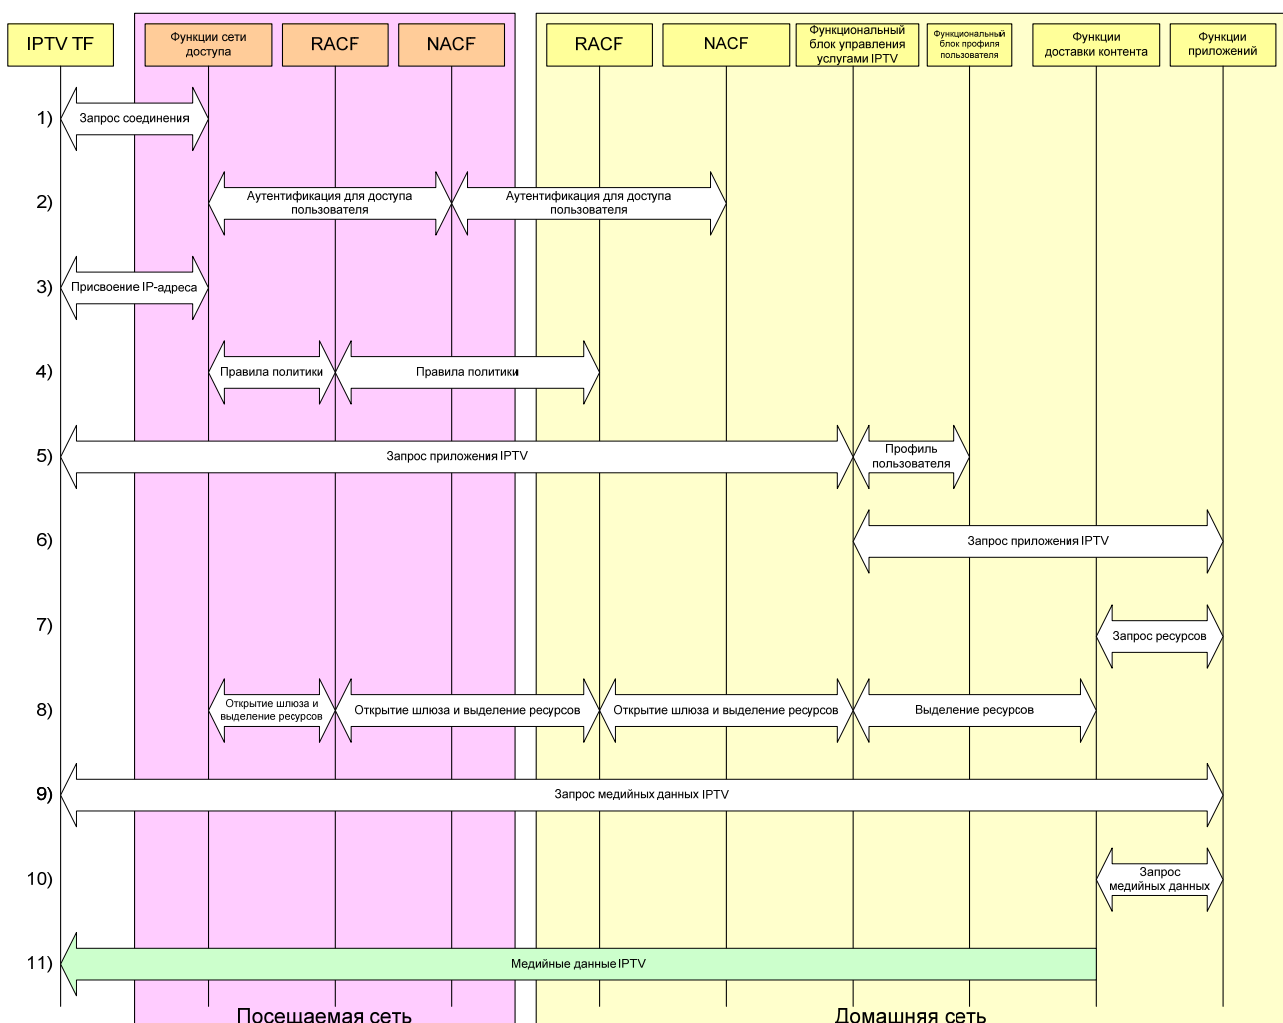 IPTV TF
Функции сети
доступа
RACF
NACF
RACF
NACF
Функциональный
блок управления
услугами IPTV
Функциональный
блок профиля
пользователя
Функции
доставки контента
Функции
приложений
1)
Запрос соединения
2)
Аутентификация для доступа
пользователя
Аутентификация для доступа
пользователя
3)
Присвоение IP-адреса
4)
Правила политики
Правила политики
5)
Запрос приложения IPTV
Профиль
пользователя
6)
Запрос приложения IPTV
7)
Запрос ресурсов
8)
Открытие шлюза и
выделение ресурсов
Открытие шлюза и выделение ресурсов
Открытие шлюза и выделение ресурсов
Выделение ресурсов
9)
Запрос медийных данных IPTV
10)
Запрос
медийных данных
11)
Медийные данные IPTV
Посещаемая сеть
Домашняя сеть